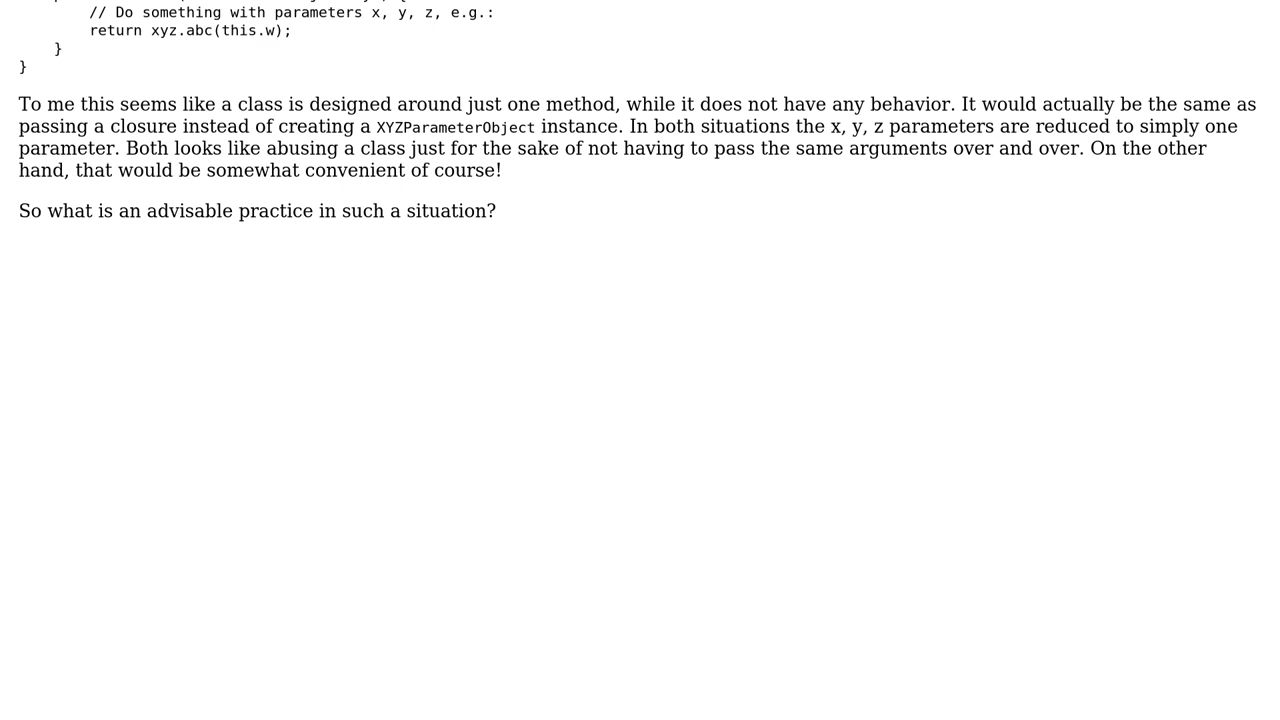 // Do something with parameters x, y, z, e.g.:
return xyz.abc(this.w);
}
}
To me this seems like a class is designed around just one method, while it does not have any behavior. It would actually be the same as
passing a closure instead of creating a XYZParameterObject instance. In both situations the x, y, z parameters are reduced to simply one
parameter. Both looks like abusing a class just for the sake of not having to pass the same arguments over and over. On the other
hand, that would be somewhat convenient of course!
So what is an advisable practice in such a situation?